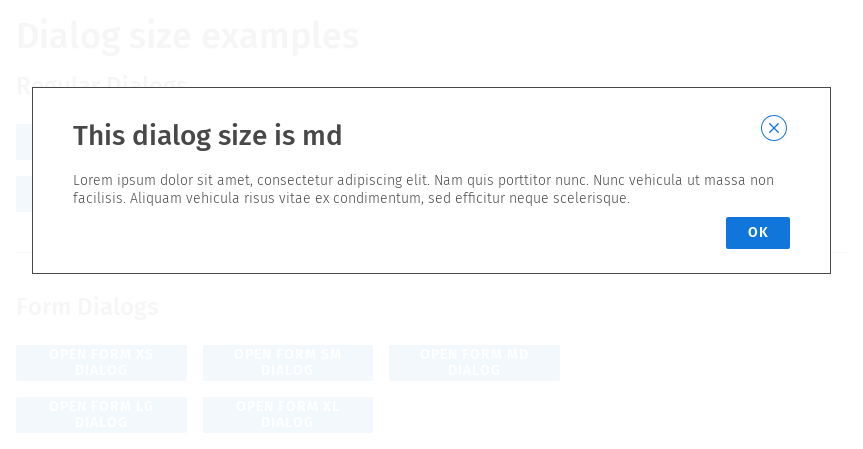 Dialog size examples
Regular Dialogs
This dialog size is md
Lorem ipsum dolor sit amet, consectetur adipiscing elit. Nam quis porttitor nunc. Nunc vehicula ut massa non
facilisis. Aliquam vehicula risus vitae ex condimentum, sed efficitur neque scelerisque.
OK
Form Dialogs
OPEN FORM XS
DIALOG
OPEN FORM SM
DIALOG
OPEN FORM MD
DIALOG
OPEN FORM LG
DIALOG
OPEN FORM XL
DIALOG